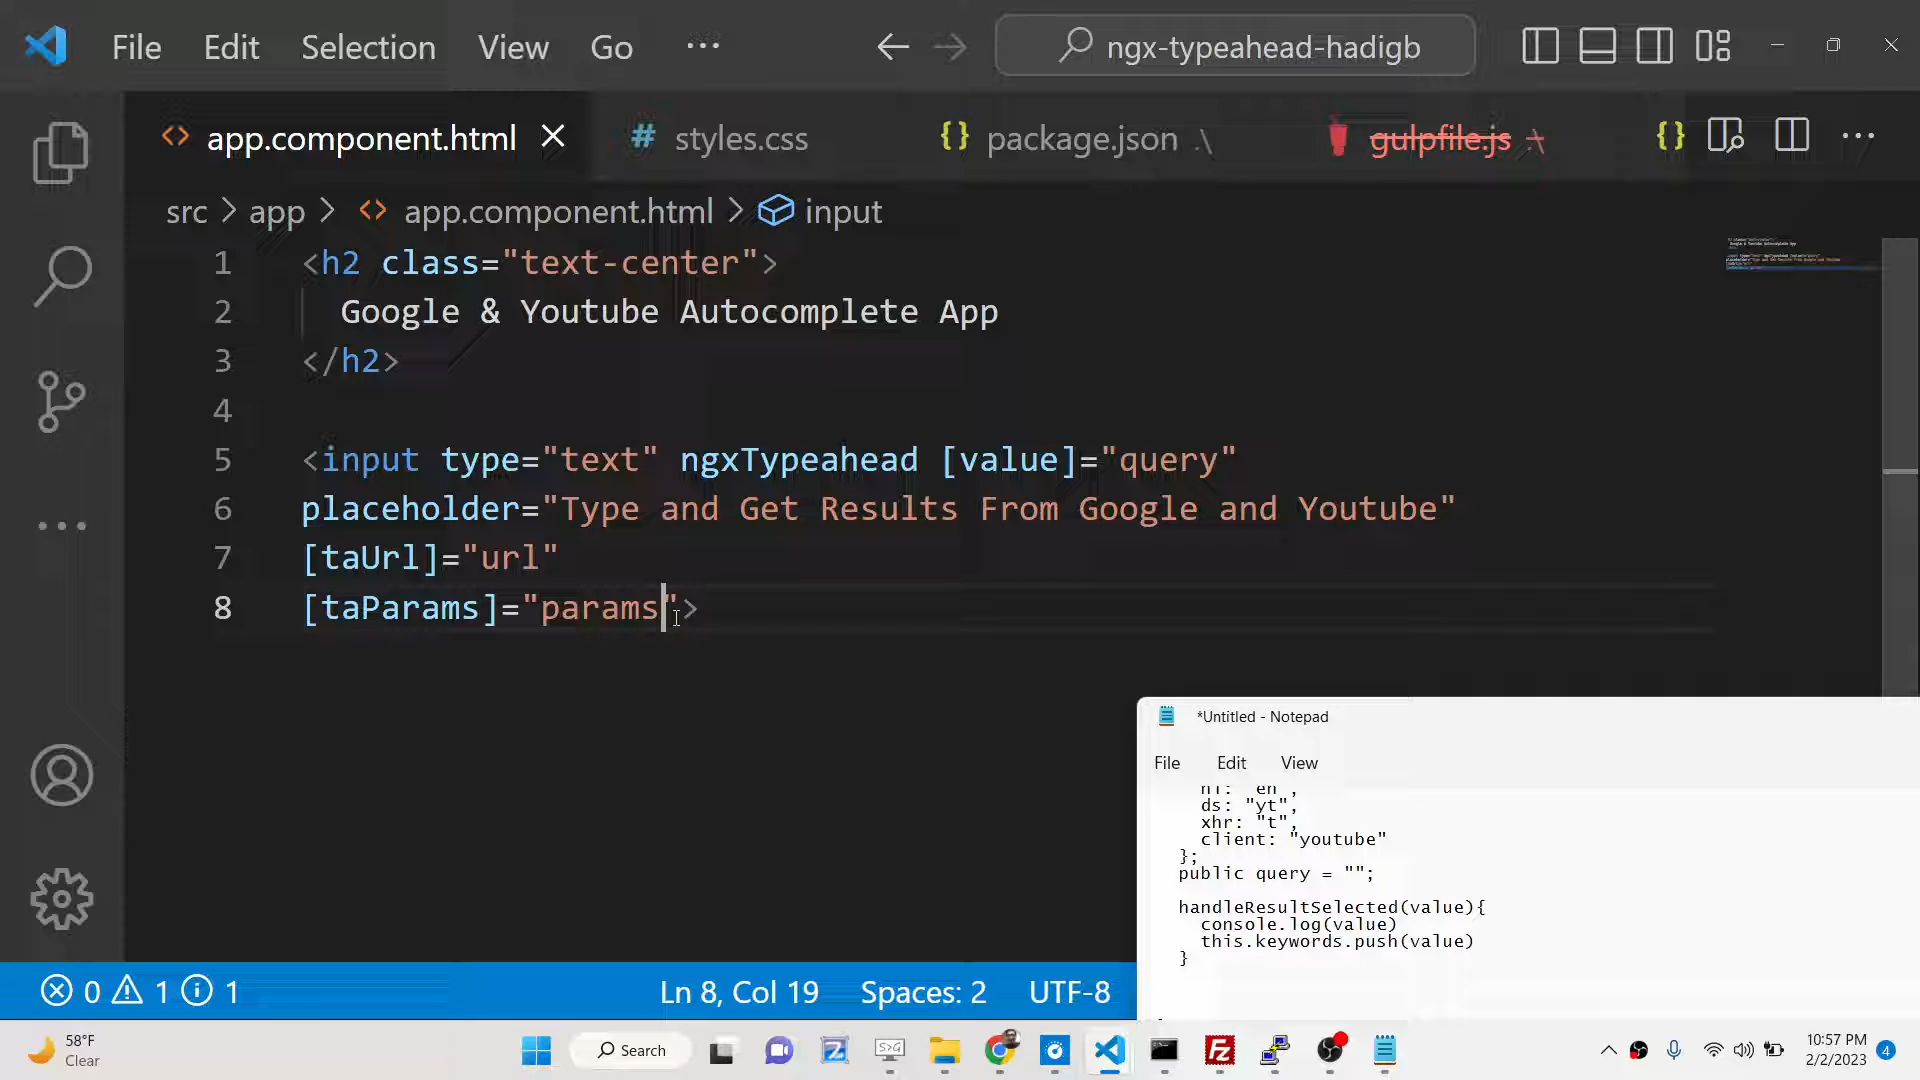 File Edit Selection View Go ···
ngx-typeahead-hadigb
app.component.html
# styles.css
{} package.json .\
gulpfile.js .\
{}
src > app > <> app.component.html > input
1 <h2 class="text-center">
2 Google & Youtube Autocomplete App
3 </h2>
4
5 <input type="text" ngxTypeahead [value]="query"
6 placeholder="Type and Get Results From Google and Youtube"
7 [taUrl]="url"
8 [taParams]="params">
*Untitled - Notepad
File Edit View
hl: "en",
ds: "yt",
xhr: "t",
client: "youtube"
};
public query = "";
handleResultSelected(value){
console.log(value)
this.keywords.push(value)
}
0 1 1
Ln 8, Col 19 Spaces: 2 UTF-8
58°F
Clear
Search
10:57 PM
2/2/2023
4